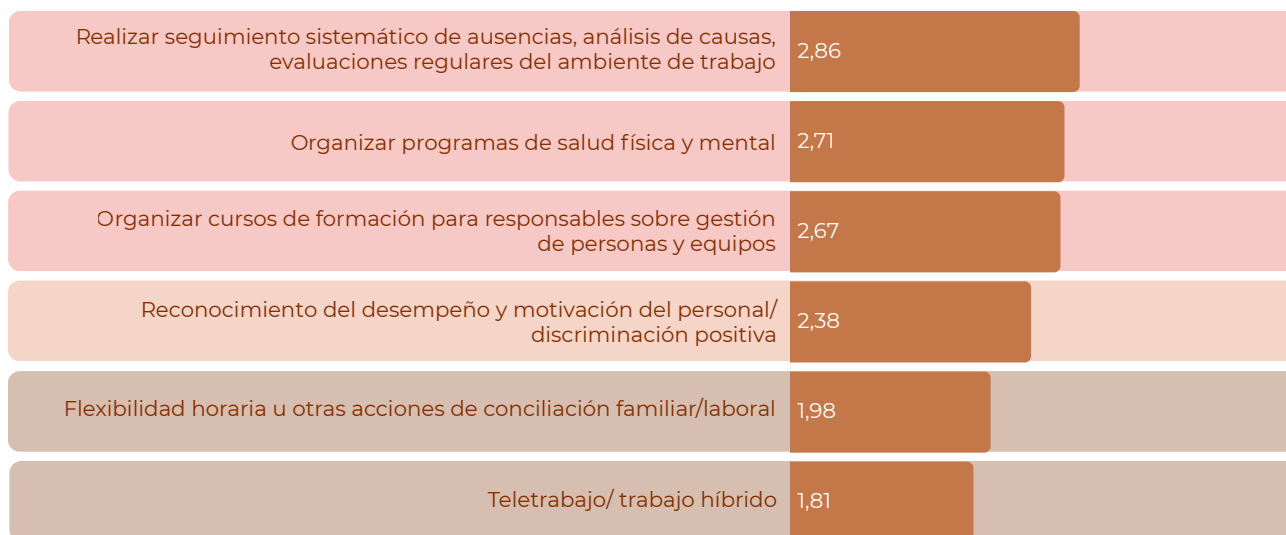 Realizar seguimiento sistemático de ausencias, análisis de causas,
evaluaciones regulares del ambiente de trabajo
2,86
Organizar programas de salud física y mental
2,71
Organizar cursos de formación para responsables sobre gestión
de personas y equipos
2,67
Reconocimiento del desempeño y motivación del personal/
discriminación positiva
2,38
Flexibilidad horaria u otras acciones de conciliación familiar/laboral
1,98
Teletrabajo/ trabajo híbrido
1,81